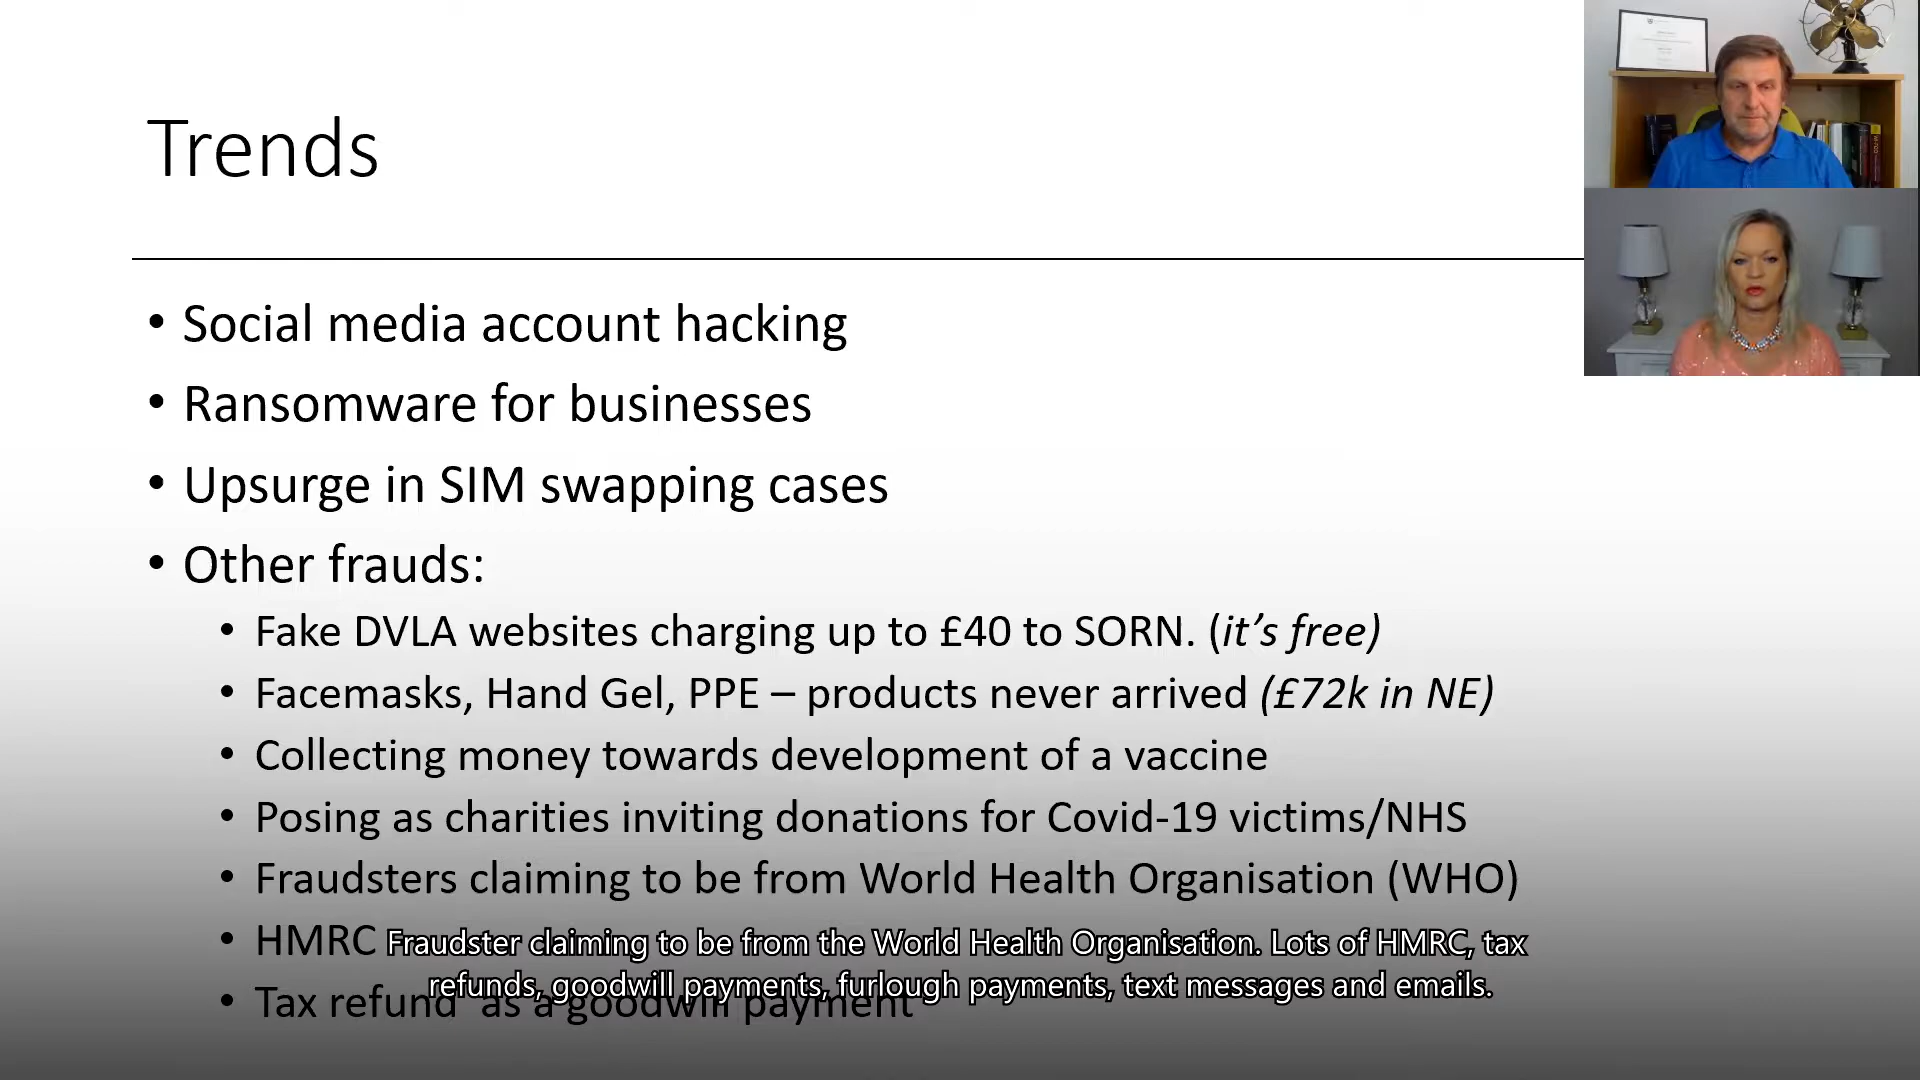 Trends
• Social media account hacking
• Ransomware for businesses
• Upsurge in SIM swapping cases
• Other frauds:
• Fake DVLA websites charging up to £40 to SORN. (it’s free)
• Facemasks, Hand Gel, PPE – products never arrived (£72k in NE)
• Collecting money towards development of a vaccine
• Posing as charities inviting donations for Covid-19 victims/NHS
• Fraudsters claiming to be from World Health Organisation (WHO)
• HMRC
• Tax refund as a goodwill payment
Fraudster claiming to be from the World Health Organisation. Lots of HMRC, tax
refunds, goodwill payments, furlough payments, text messages and emails.